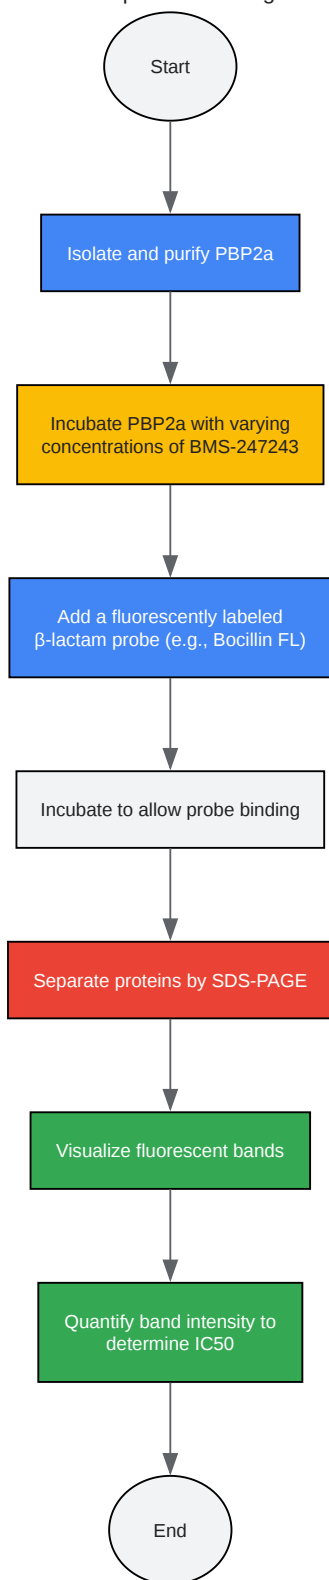 Start
Isolate and purify PBP2a
Incubate PBP2a with varying
concentrations of BMS-247243
Add a fluorescently labeled
β-lactam probe (e.g., Bocillin FL)
Incubate to allow probe binding
Separate proteins by SDS-PAGE
Visualize fluorescent bands
Quantify band intensity to
determine IC50
End